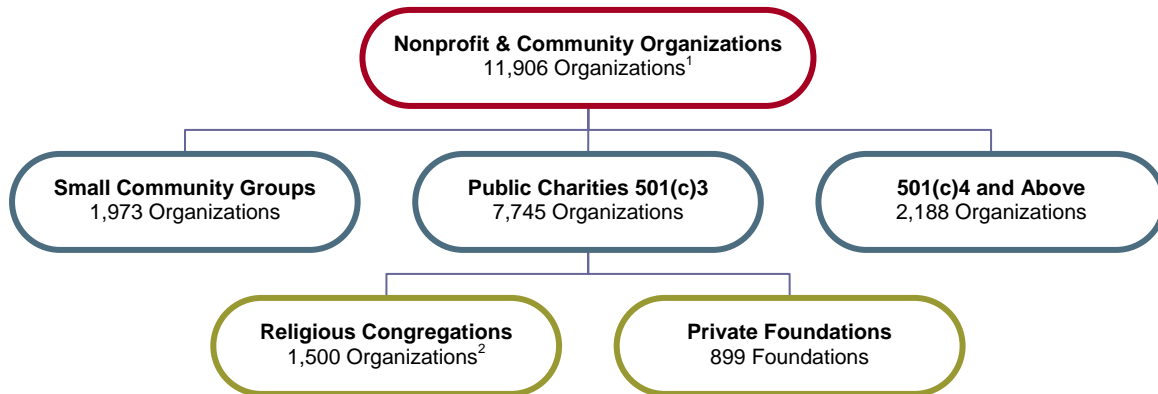 Nonprofit & Community Organizations
11,906 Organizations1
Small Community Groups
1,973 Organizations
Public Charities 501(c)3
7,745 Organizations
501(c)4 and Above
2,188 Organizations
Religious Congregations
1,500 Organizations2
Private Foundations
899 Foundations